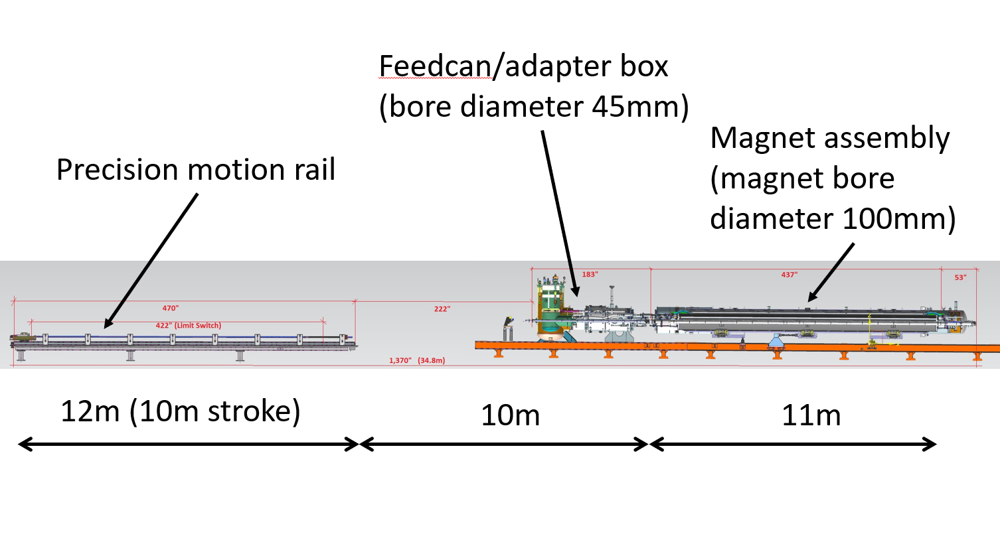 Feedcan/adapter box
(bore diameter 45mm)
Magnet assembly
(magnet bore
diameter 100mm)
Precision motion rail
183"
437"
53"
470"
222"
422" (Limit Switch)
1,370" (34.8m)
12m (10m stroke)
10m
11m